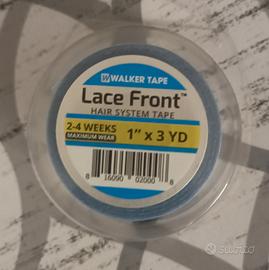 WALKER TAPE
Lace Front™
HAIR SYSTEM TAPE
2-4 WEEKS
MAXIMUM WEAR
1" x 3 YD
8 16090 02000 8
Subito